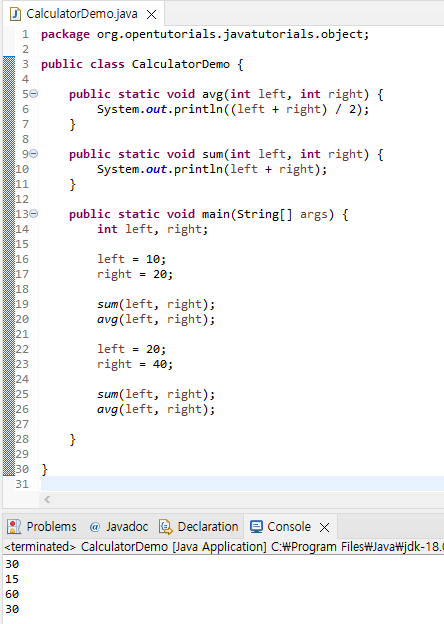 CalculatorDemo.java
1 package org.opentutorials.javatutorials.object;
2
3 public class CalculatorDemo {
4
5     public static void avg(int left, int right) {
6         System.out.println((left + right) / 2);
7     }
8
9     public static void sum(int left, int right) {
10         System.out.println(left + right);
11     }
12
13     public static void main(String[] args) {
14         int left, right;
15
16         left = 10;
17         right = 20;
18
19         sum(left, right);
20         avg(left, right);
21
22         left = 20;
23         right = 40;
24
25         sum(left, right);
26         avg(left, right);
27
28     }
29
30 }
31
Problems @ Javadoc Declaration Console
<terminated> CalculatorDemo [Java Application] C:₩Program Files₩Java₩jdk-18.0
30
15
60
30